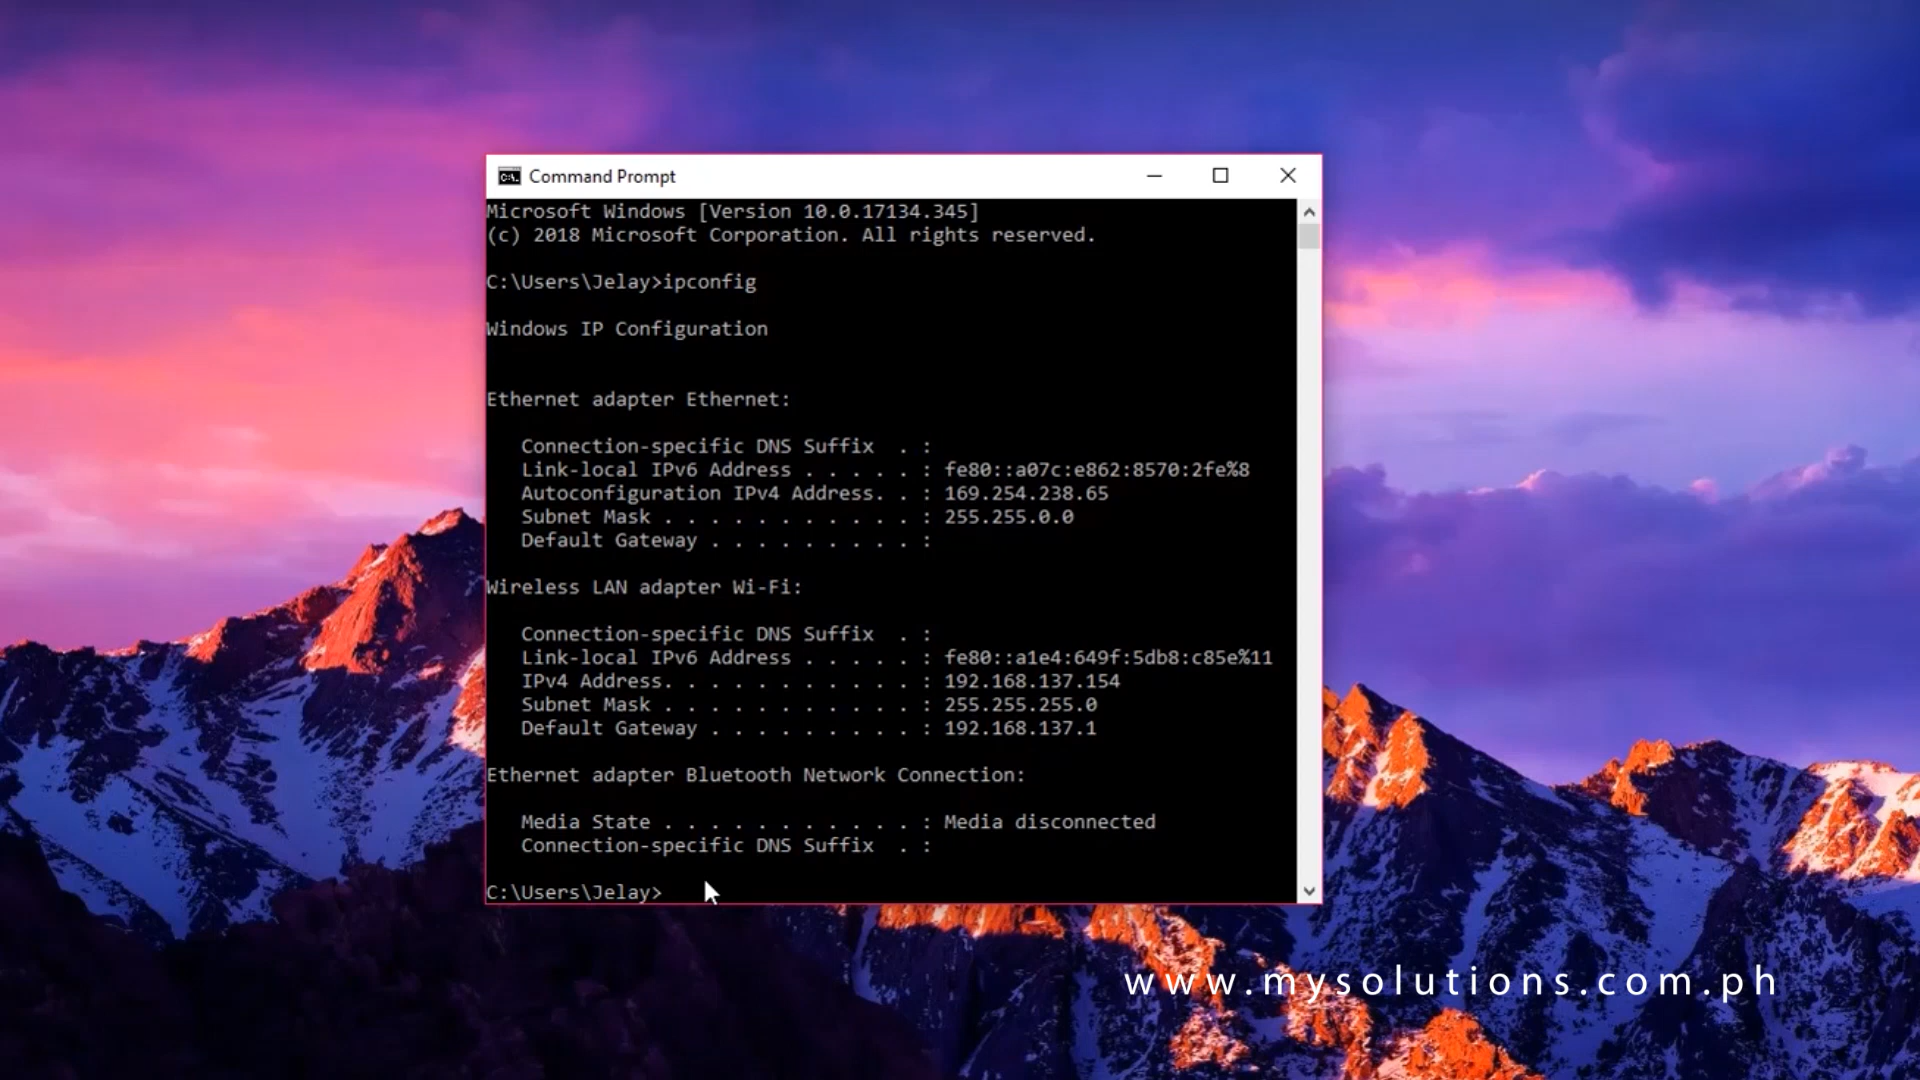 Command Prompt
Microsoft Windows [Version 10.0.17134.345]
(c) 2018 Microsoft Corporation. All rights reserved.
C:\Users\Jelay>ipconfig
Windows IP Configuration
Ethernet adapter Ethernet:
Connection-specific DNS Suffix  . :
Link-local IPv6 Address . . . . . : fe80::a07c:e862:8570:2fe%8
Autoconfiguration IPv4 Address. . : 169.254.238.65
Subnet Mask . . . . . . . . . . . : 255.255.0.0
Default Gateway . . . . . . . . . :
Wireless LAN adapter Wi-Fi:
Connection-specific DNS Suffix  . :
Link-local IPv6 Address . . . . . : fe80::a1e4:649f:5db8:c85e%11
IPv4 Address. . . . . . . . . . . : 192.168.137.154
Subnet Mask . . . . . . . . . . . : 255.255.255.0
Default Gateway . . . . . . . . . : 192.168.137.1
Ethernet adapter Bluetooth Network Connection:
Media State . . . . . . . . . . . : Media disconnected
Connection-specific DNS Suffix  . :
C:\Users\Jelay>
www.mysolutions.com.ph